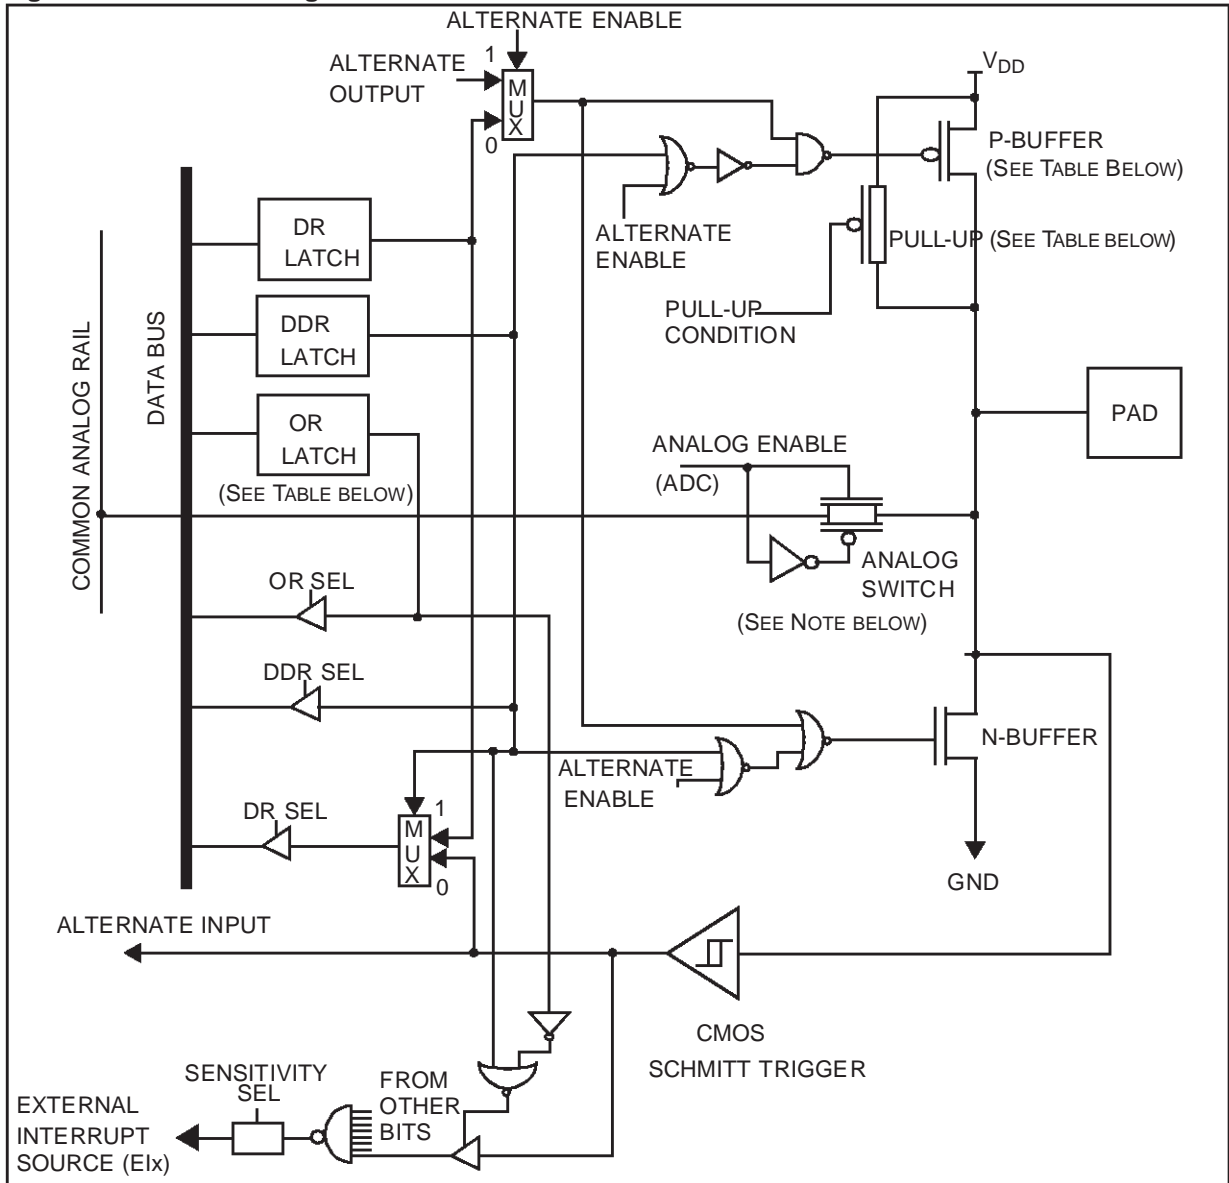 ALTERNATE ENABLE
ALTERNATE
OUTPUT
1
MUX
0
VDD
P-BUFFER
(SEE TABLE BELOW)
ALTERNATE
ENABLE
PULL-UP (SEE TABLE BELOW)
PULL-UP
CONDITION
COMMON ANALOG RAIL
DATA BUS
DR
LATCH
DDR
LATCH
OR
LATCH
(SEE TABLE BELOW)
PAD
ANALOG ENABLE
(ADC)
ANALOG
SWITCH
(SEE NOTE BELOW)
OR SEL
DDR SEL
N-BUFFER
ALTERNATE
ENABLE
DR SEL
1
MUX
0
GND
ALTERNATE INPUT
CMOS
SCHMITT TRIGGER
SENSITIVITY
SEL
FROM
OTHER
BITS
EXTERNAL
INTERRUPT
SOURCE (EIx)